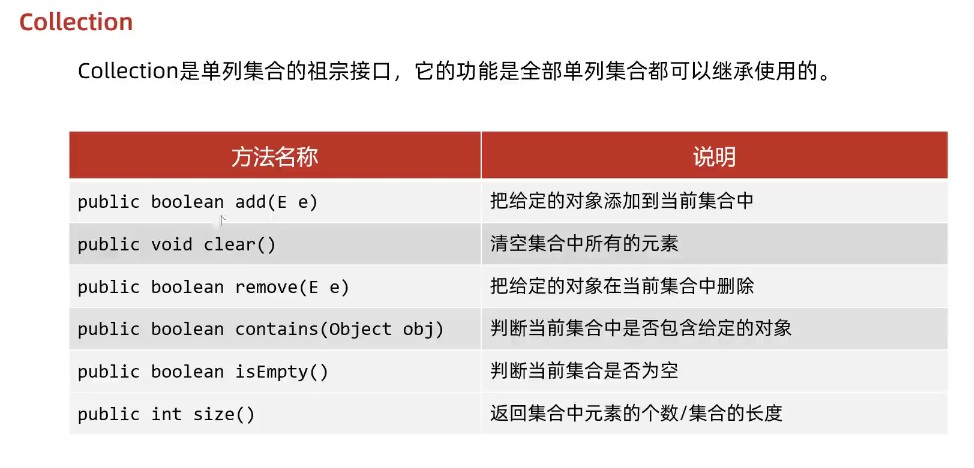 Collection
Collection是单列集合的祖宗接口，它的功能是全部单列集合都可以继承使用的。
方法名称 说明
public boolean add(E e) 把给定的对象添加到当前集合中
public void clear() 清空集合中所有的元素
public boolean remove(E e) 把给定的对象在当前集合中删除
public boolean contains(Object obj) 判断当前集合中是否包含给定的对象
public boolean isEmpty() 判断当前集合是否为空
public int size() 返回集合中元素的个数/集合的长度